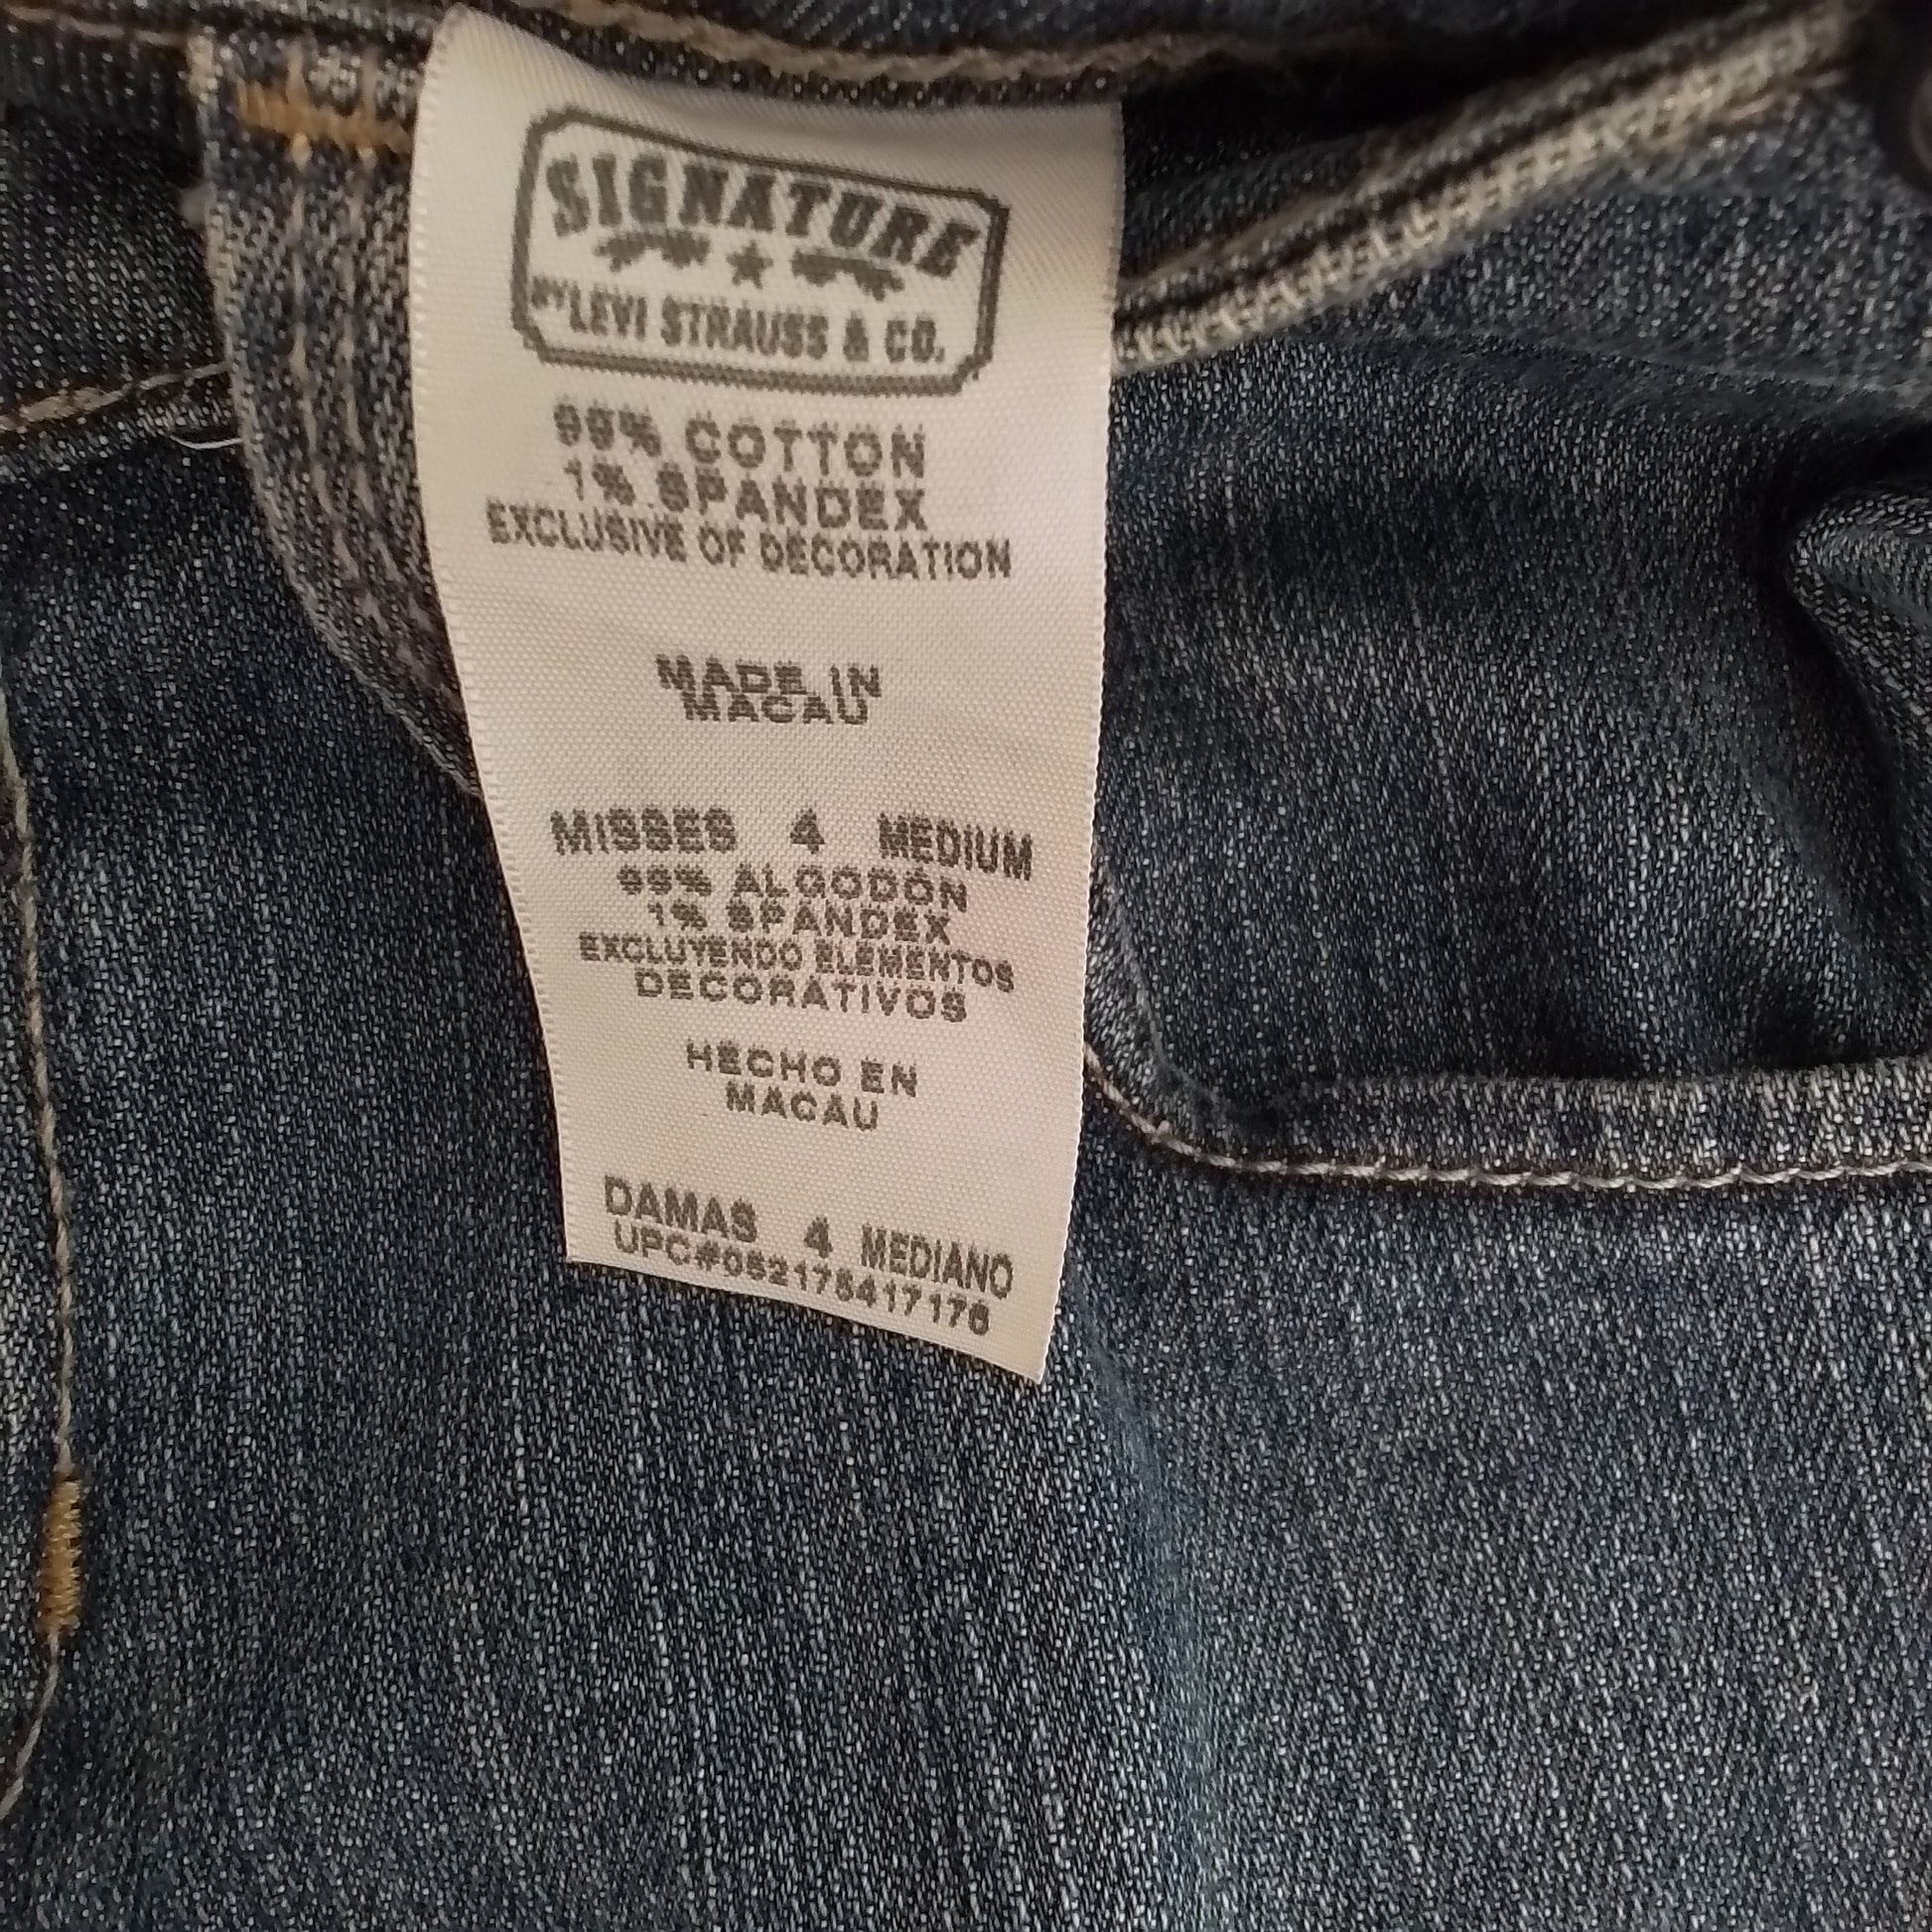 SIGNATURE
BY LEVI STRAUSS & CO.
99% COTTON
1% SPANDEX
EXCLUSIVE OF DECORATION
MADE IN
MACAU
MISSES 4 MEDIUM
99% ALGODÓN
1% SPANDEX
EXCLUYENDO ELEMENTOS
DECORATIVOS
HECHO EN
MACAU
DAMAS 4 MEDIANO
UPC#052175417176